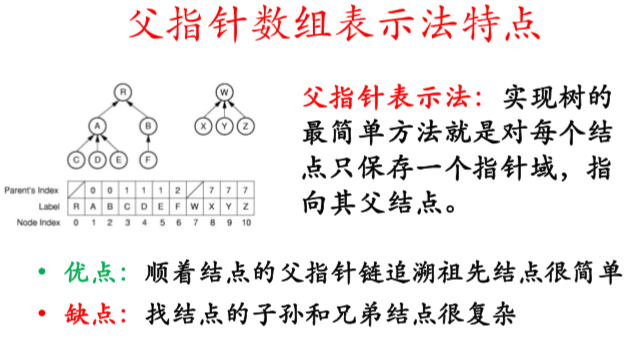 父指针数组表示法特点
R
W
A
B
X
Y
Z
C
D
E
F
父指针表示法：实现树的
最简单方法就是对每个结
点只保存一个指针域，指
向其父结点。
Parent's Index 0 0 1 1 1 2 7 7 7
Label R A B C D E F W X Y Z
Node Index 0 1 2 3 4 5 6 7 8 9 10
• 优点：顺着结点的父指针链追溯祖先结点很简单
• 缺点：找结点的子孙和兄弟结点很复杂